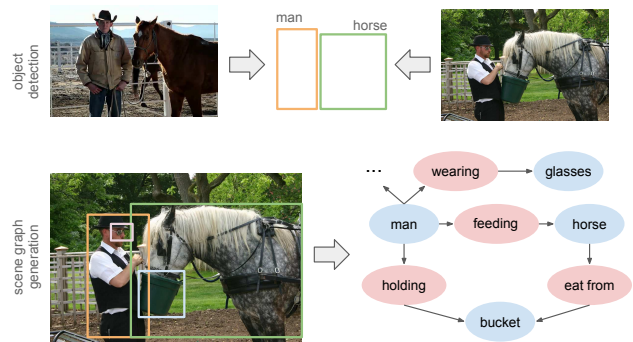 man
horse
object
detection
...
wearing
glasses
man
feeding
horse
scene graph
generation
holding
eat from
bucket